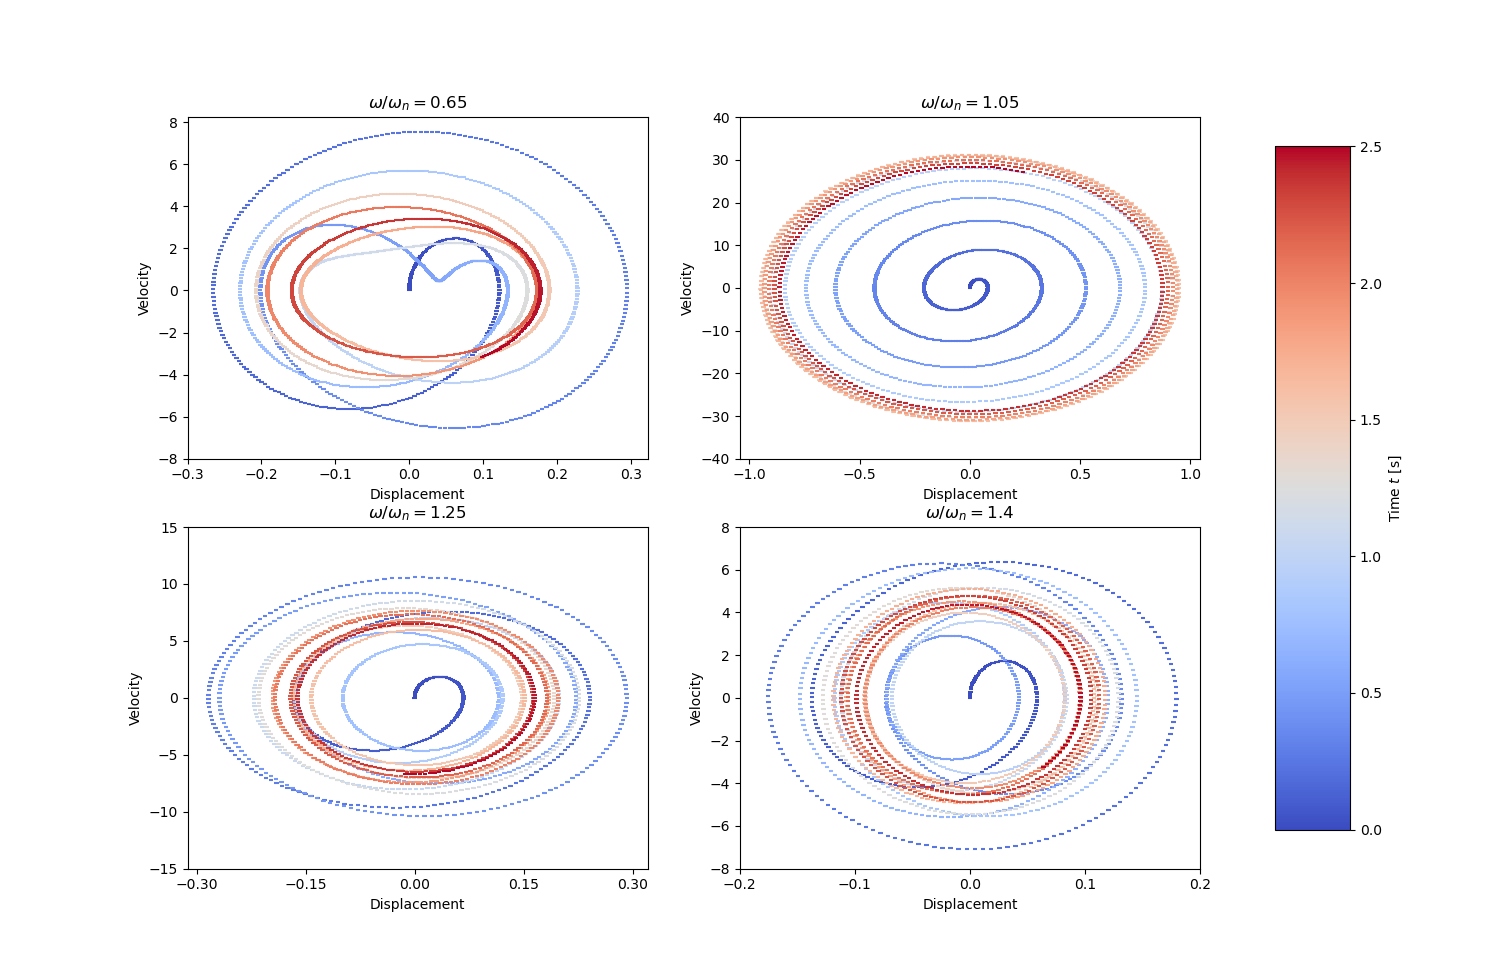 ω/ωn = 0.65
8
6
4
2
0
−2
−4
−6
−8
Velocity
−0.3 −0.2 −0.1 0.0 0.1 0.2 0.3
Displacement
ω/ωn = 1.05
40
30
20
10
0
−10
−20
−30
−40
Velocity
−1.0 −0.5 0.0 0.5 1.0
Displacement
ω/ωn = 1.25
15
10
5
0
−5
−10
−15
Velocity
−0.30 −0.15 0.00 0.15 0.30
Displacement
ω/ωn = 1.4
8
6
4
2
0
−2
−4
−6
−8
Velocity
−0.2 −0.1 0.0 0.1 0.2
Displacement
2.5
2.0
1.5
1.0
0.5
0.0
Time t [s]